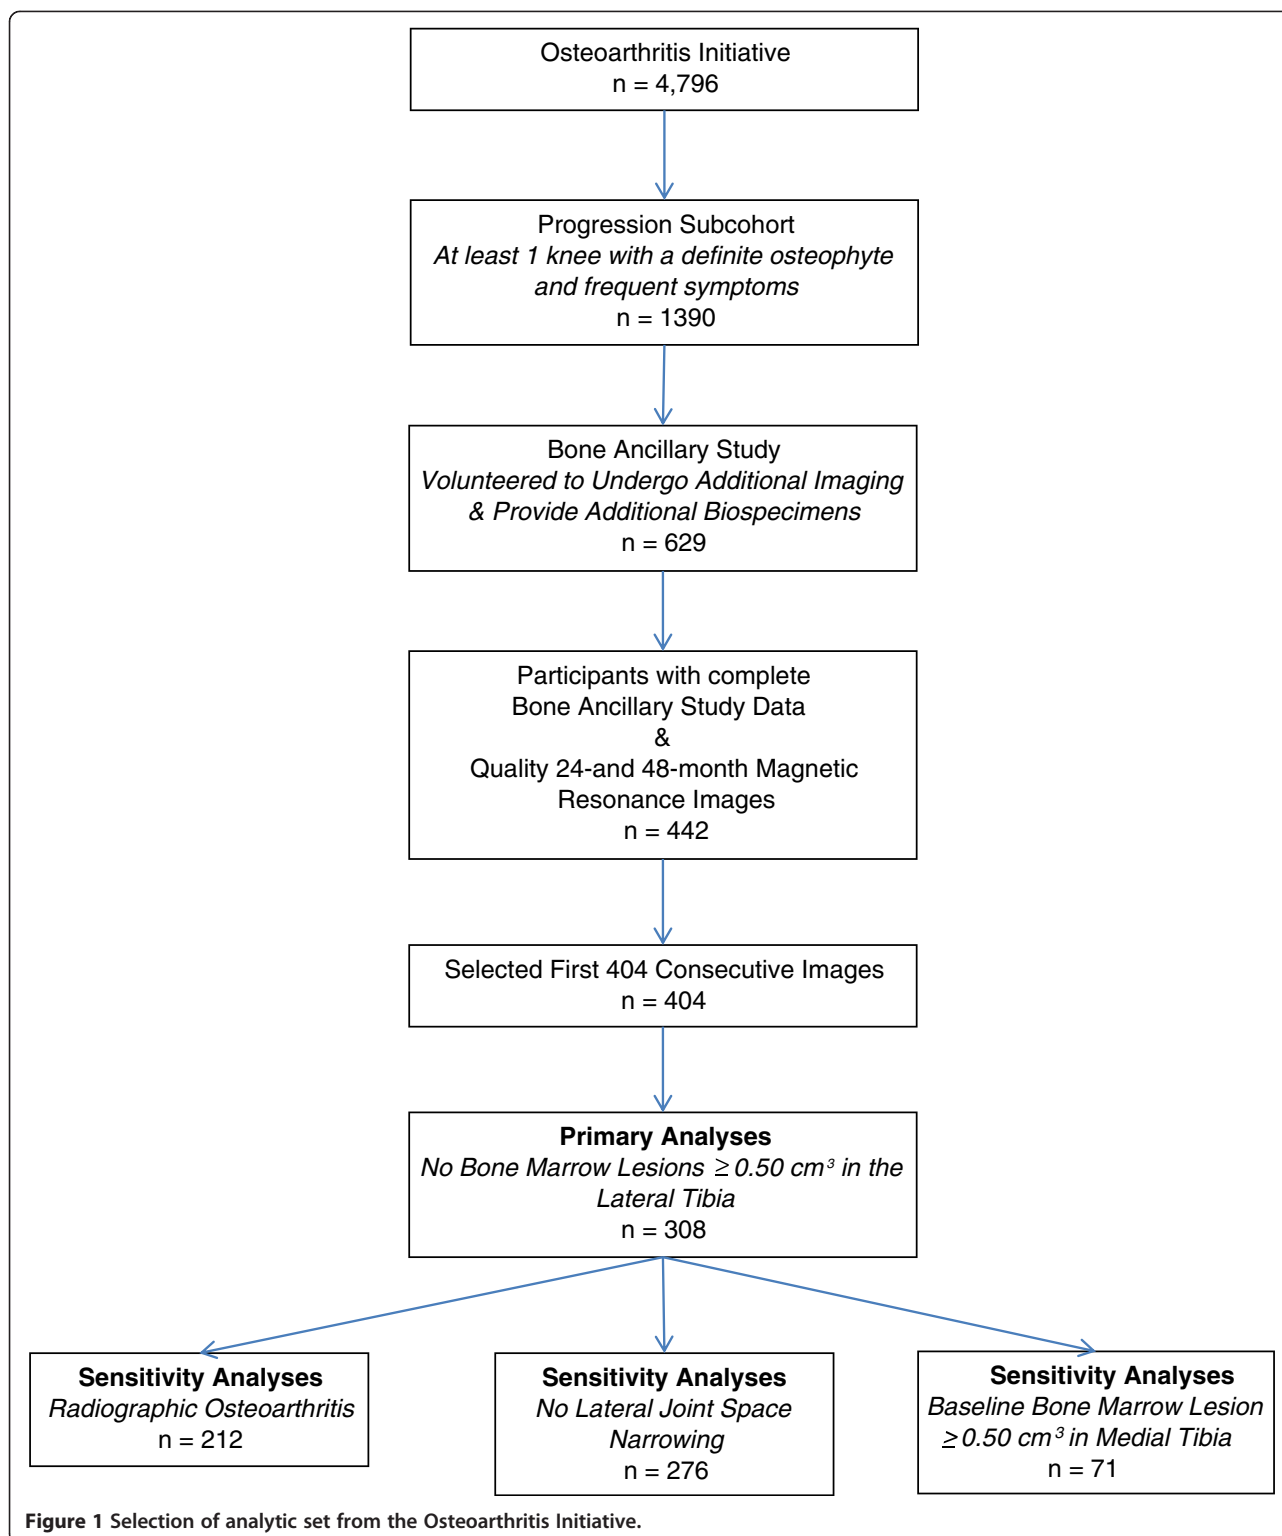 Osteoarthritis Initiative
n = 4,796
Progression Subcohort
At least 1 knee with a definite osteophyte
and frequent symptoms
n = 1390
Bone Ancillary Study
Volunteered to Undergo Additional Imaging
& Provide Additional Biospecimens
n = 629
Participants with complete
Bone Ancillary Study Data
&
Quality 24-and 48-month Magnetic
Resonance Images
n = 442
Selected First 404 Consecutive Images
n = 404
Primary Analyses
No Bone Marrow Lesions ≥ 0.50 cm³ in the
Lateral Tibia
n = 308
Sensitivity Analyses
Radiographic Osteoarthritis
n = 212
Sensitivity Analyses
No Lateral Joint Space
Narrowing
n = 276
Sensitivity Analyses
Baseline Bone Marrow Lesion
≥0.50 cm³ in Medial Tibia
n = 71
Figure 1 Selection of analytic set from the Osteoarthritis Initiative.